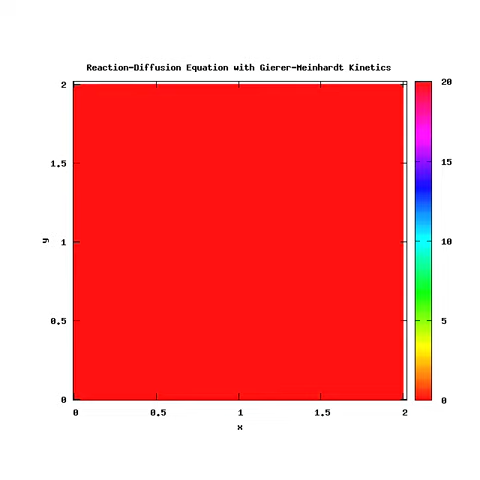 Reaction-Diffusion Equation with Gierer-Meinhardt Kinetics
2
1.5
1
0.5
0
y
0 0.5 1 1.5 2
x
20
15
10
5
0